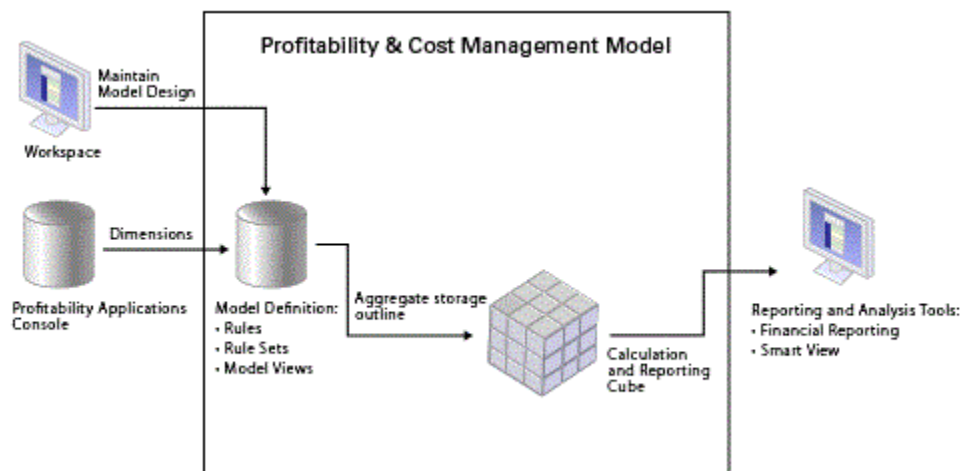 Profitability & Cost Management Model
Maintain
Model Design
Workspace
Dimensions
Profitability Applications
Console
Model Definition:
• Rules
• Rule Sets
• Model Views
Aggregate storage
outline
Calculation
and Reporting
Cube
Reporting and Analysis Tools:
• Financial Reporting
• Smart View